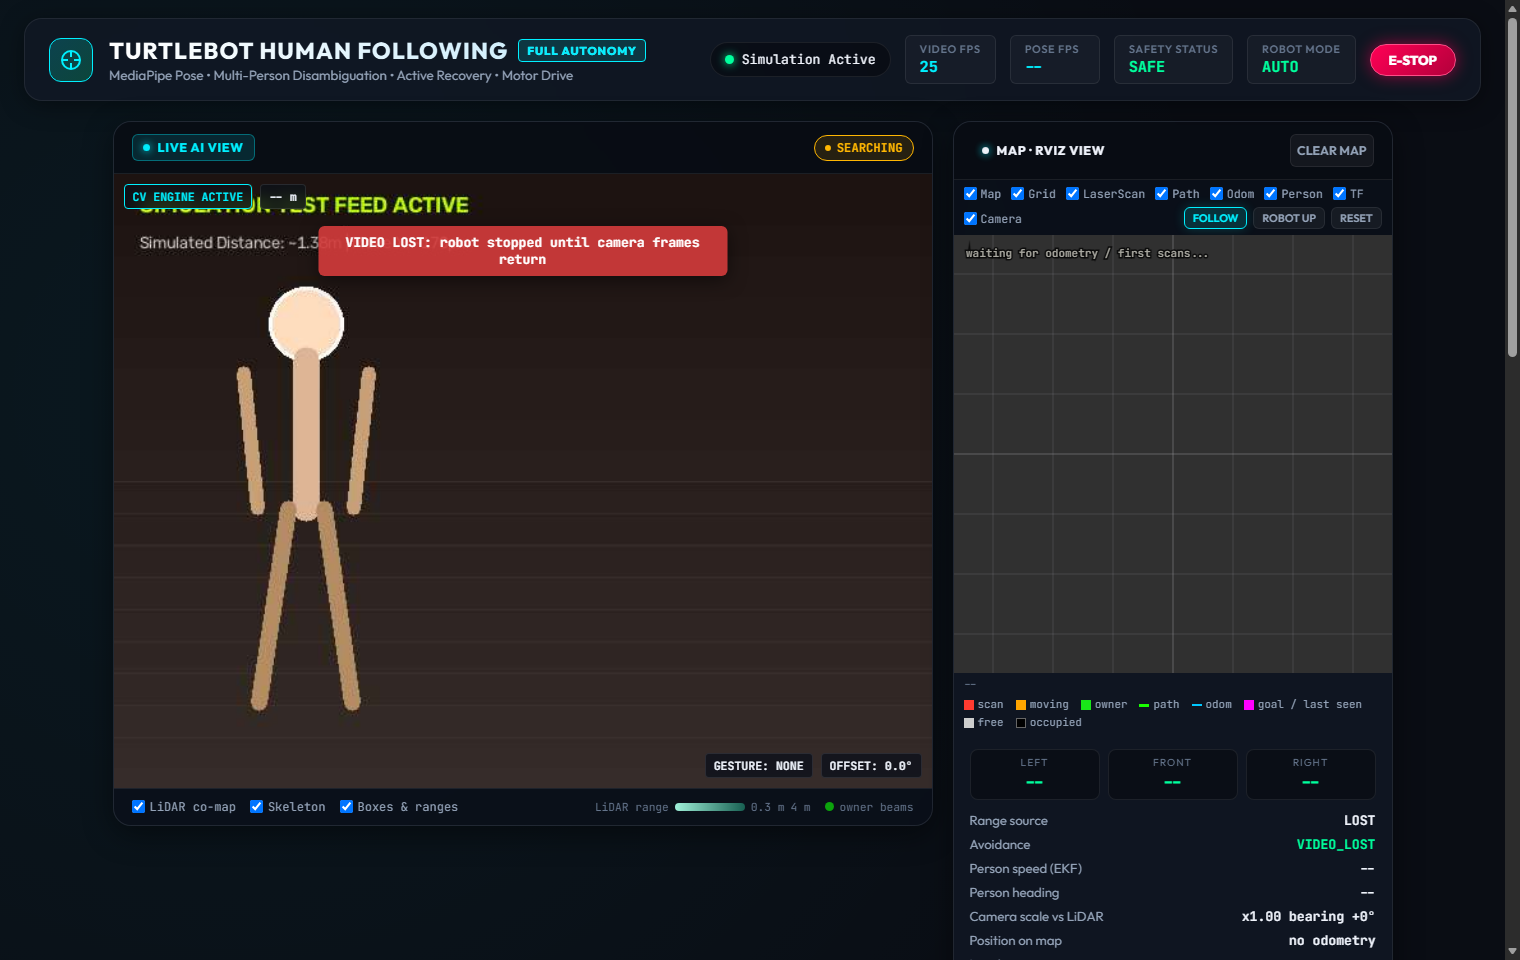 TURTLEBOT HUMAN FOLLOWING FULL AUTONOMY
MediaPipe Pose • Multi-Person Disambiguation • Active Recovery • Motor Drive
Simulation Active
VIDEO FPS
25
POSE FPS
--
SAFETY STATUS
SAFE
ROBOT MODE
AUTO
E-STOP
LIVE AI VIEW
SEARCHING
CV ENGINE ACTIVE
-- m
FEED ACTIVE
Simulated Distance:
VIDEO LOST: robot stopped until camera frames
return
GESTURE: NONE
OFFSET: 0.0°
LiDAR co-map
Skeleton
Boxes & ranges
LiDAR range
0.3 m 4 m
owner beams
MAP · RVIZ VIEW
CLEAR MAP
Map
Grid
LaserScan
Path
Odom
Person
TF
Camera
FOLLOW
ROBOT UP
RESET
waiting for odometry / first scans...
--
scan
moving
owner
path
odom
goal / last seen
free
occupied
LEFT
--
FRONT
--
RIGHT
--
Range source LOST
Avoidance VIDEO_LOST
Person speed (EKF) --
Person heading --
Camera scale vs LiDAR x1.00 bearing +0°
Position on map no odometry